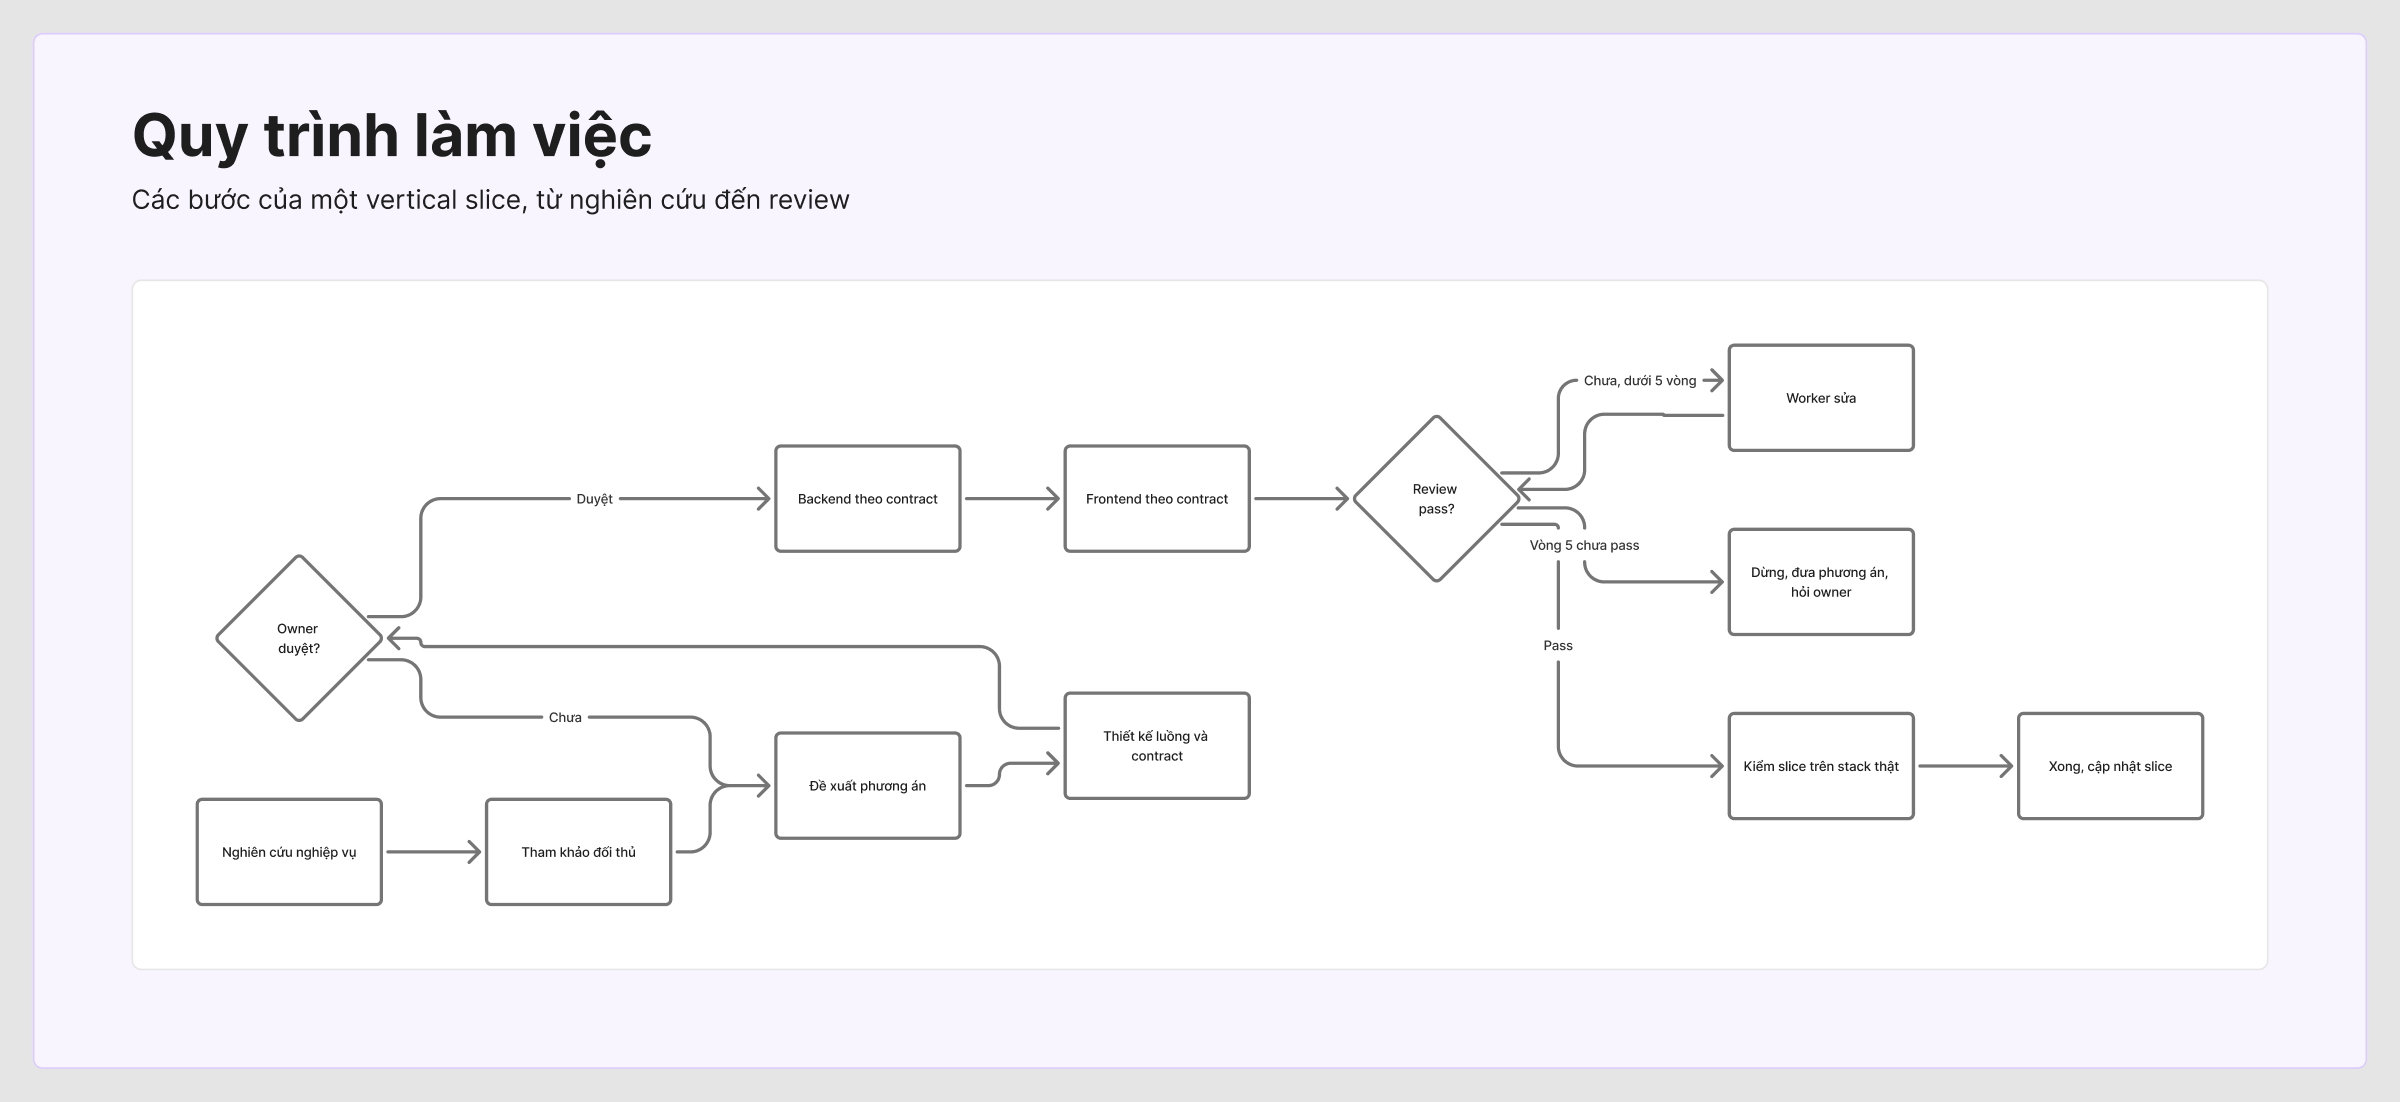 Quy trình làm việc
Các bước của một vertical slice, từ nghiên cứu đến review
Chưa, dưới 5 vòng
Worker sửa
Duyệt
Backend theo contract
Frontend theo contract
Review
pass?
Vòng 5 chưa pass
Dừng, đưa phương án,
hỏi owner
Owner
duyệt?
Pass
Chưa
Thiết kế luồng và
contract
Đề xuất phương án
Kiểm slice trên stack thật
Xong, cập nhật slice
Nghiên cứu nghiệp vụ
Tham khảo đối thủ